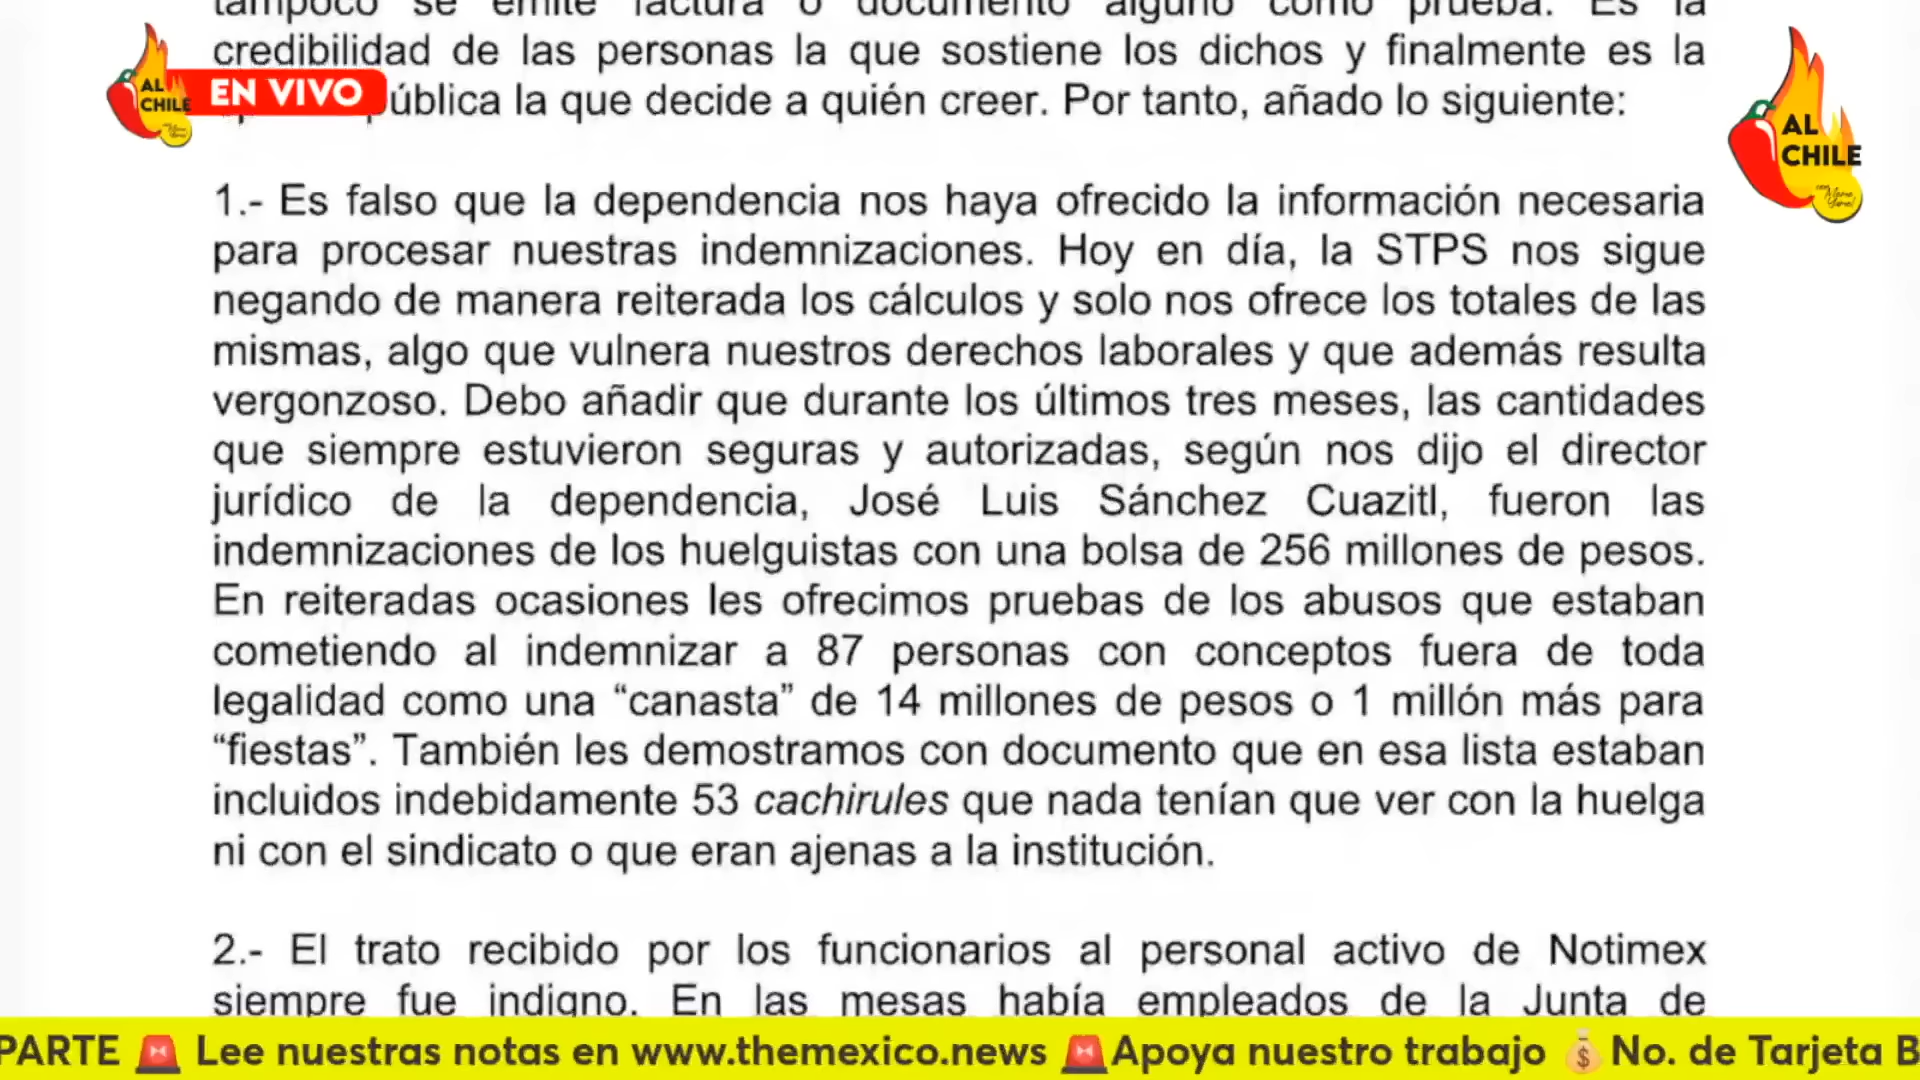 tampoco se emite factura o documento alguno como prueba. Es la
credibilidad de las personas la que sostiene los dichos y finalmente es la
pública la que decide a quién creer. Por tanto, añado lo siguiente:
AL
CHILE
EN VIVO
AL
CHILE
1.- Es falso que la dependencia nos haya ofrecido la información necesaria
para procesar nuestras indemnizaciones. Hoy en día, la STPS nos sigue
negando de manera reiterada los cálculos y solo nos ofrece los totales de las
mismas, algo que vulnera nuestros derechos laborales y que además resulta
vergonzoso. Debo añadir que durante los últimos tres meses, las cantidades
que siempre estuvieron seguras y autorizadas, según nos dijo el director
jurídico de la dependencia, José Luis Sánchez Cuazitl, fueron las
indemnizaciones de los huelguistas con una bolsa de 256 millones de pesos.
En reiteradas ocasiones les ofrecimos pruebas de los abusos que estaban
cometiendo al indemnizar a 87 personas con conceptos fuera de toda
legalidad como una “canasta” de 14 millones de pesos o 1 millón más para
“fiestas”. También les demostramos con documento que en esa lista estaban
incluidos indebidamente 53 cachirules que nada tenían que ver con la huelga
ni con el sindicato o que eran ajenas a la institución.
2.- El trato recibido por los funcionarios al personal activo de Notimex
siempre fue indigno. En las mesas había empleados de la Junta de
PARTE 🚨 Lee nuestras notas en www.themexico.news 🚨Apoya nuestro trabajo 💰No. de Tarjeta B